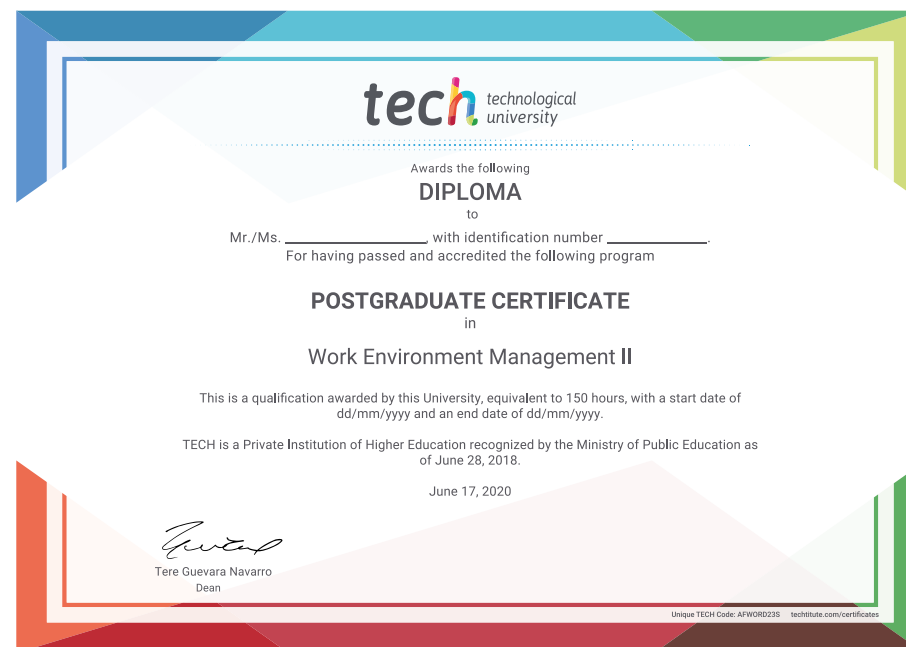 tech technological
university
Awards the following
DIPLOMA
to
Mr./Ms. ____________________, with identification number ______________.
For having passed and accredited the following program
POSTGRADUATE CERTIFICATE
in
Work Environment Management II
This is a qualification awarded by this University, equivalent to 150 hours, with a start date of
dd/mm/yyyy and an end date of dd/mm/yyyy.
TECH is a Private Institution of Higher Education recognized by the Ministry of Public Education as
of June 28, 2018.
June 17, 2020
Tere Guevara Navarro
Dean
Unique TECH Code: AFWORD23S techtitute.com/certificates